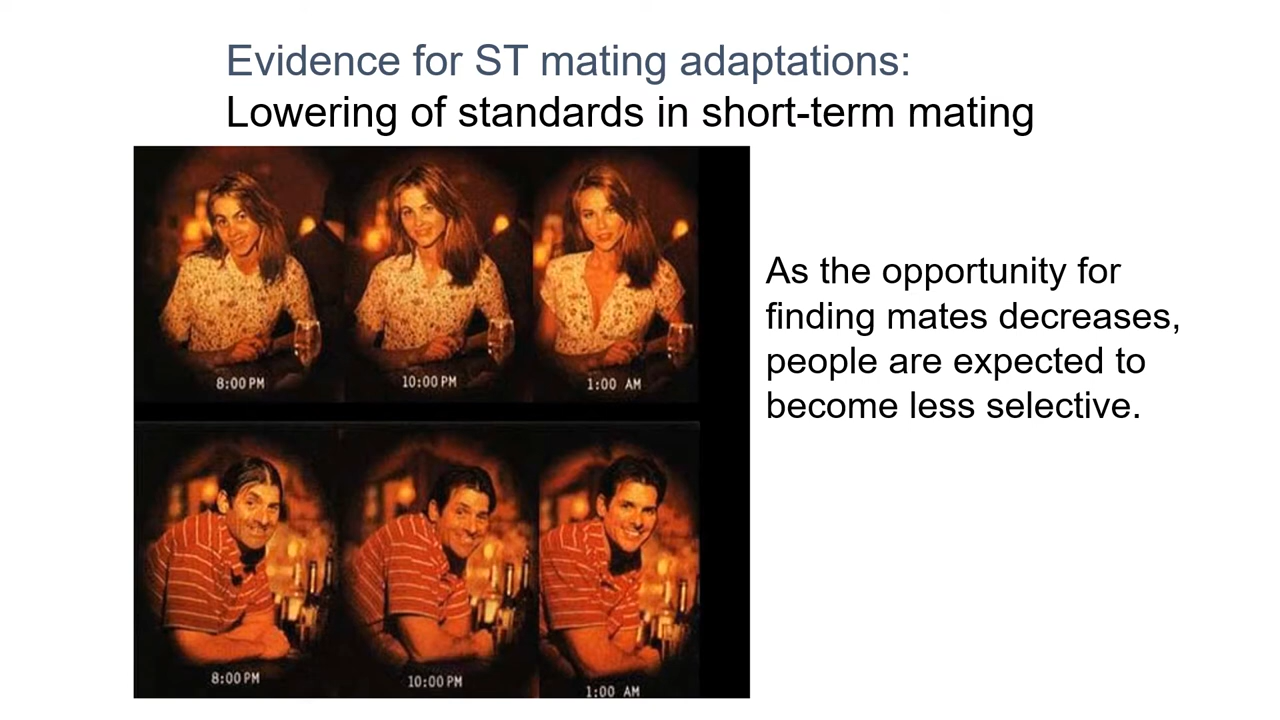 Evidence for ST mating adaptations:
Lowering of standards in short-term mating
8:00 PM
10:00 PM
1:00 AM
As the opportunity for
finding mates decreases,
people are expected to
become less selective.
8:00 PM
10:00 PM
1:00 AM